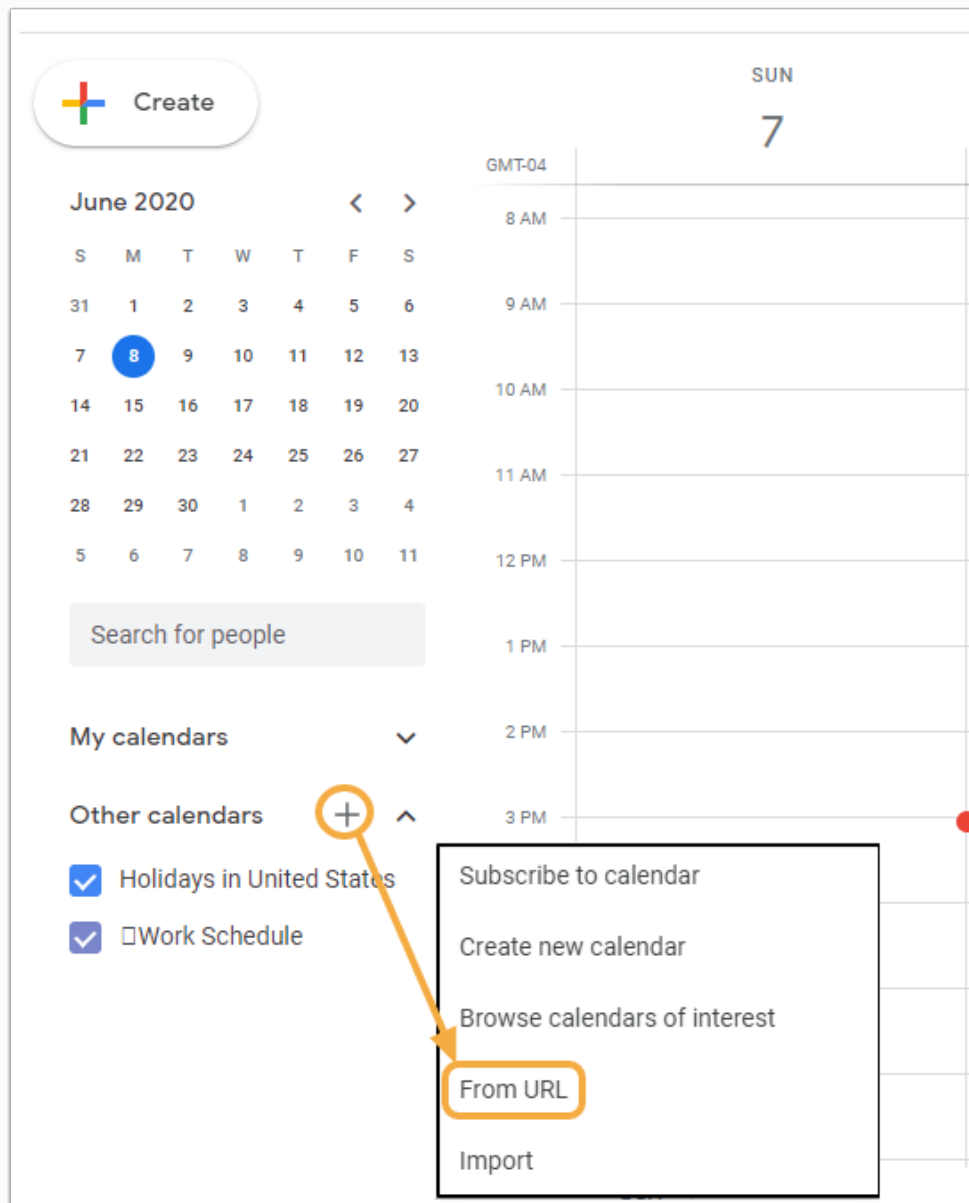 Create
June 2020
S M T W T F S
31 1 2 3 4 5 6
7 8 9 10 11 12 13
14 15 16 17 18 19 20
21 22 23 24 25 26 27
28 29 30 1 2 3 4
5 6 7 8 9 10 11
Search for people
My calendars
Other calendars
Holidays in United States
Work Schedule
SUN
7
GMT-04
8 AM
9 AM
10 AM
11 AM
12 PM
1 PM
2 PM
3 PM
Subscribe to calendar
Create new calendar
Browse calendars of interest
From URL
Import